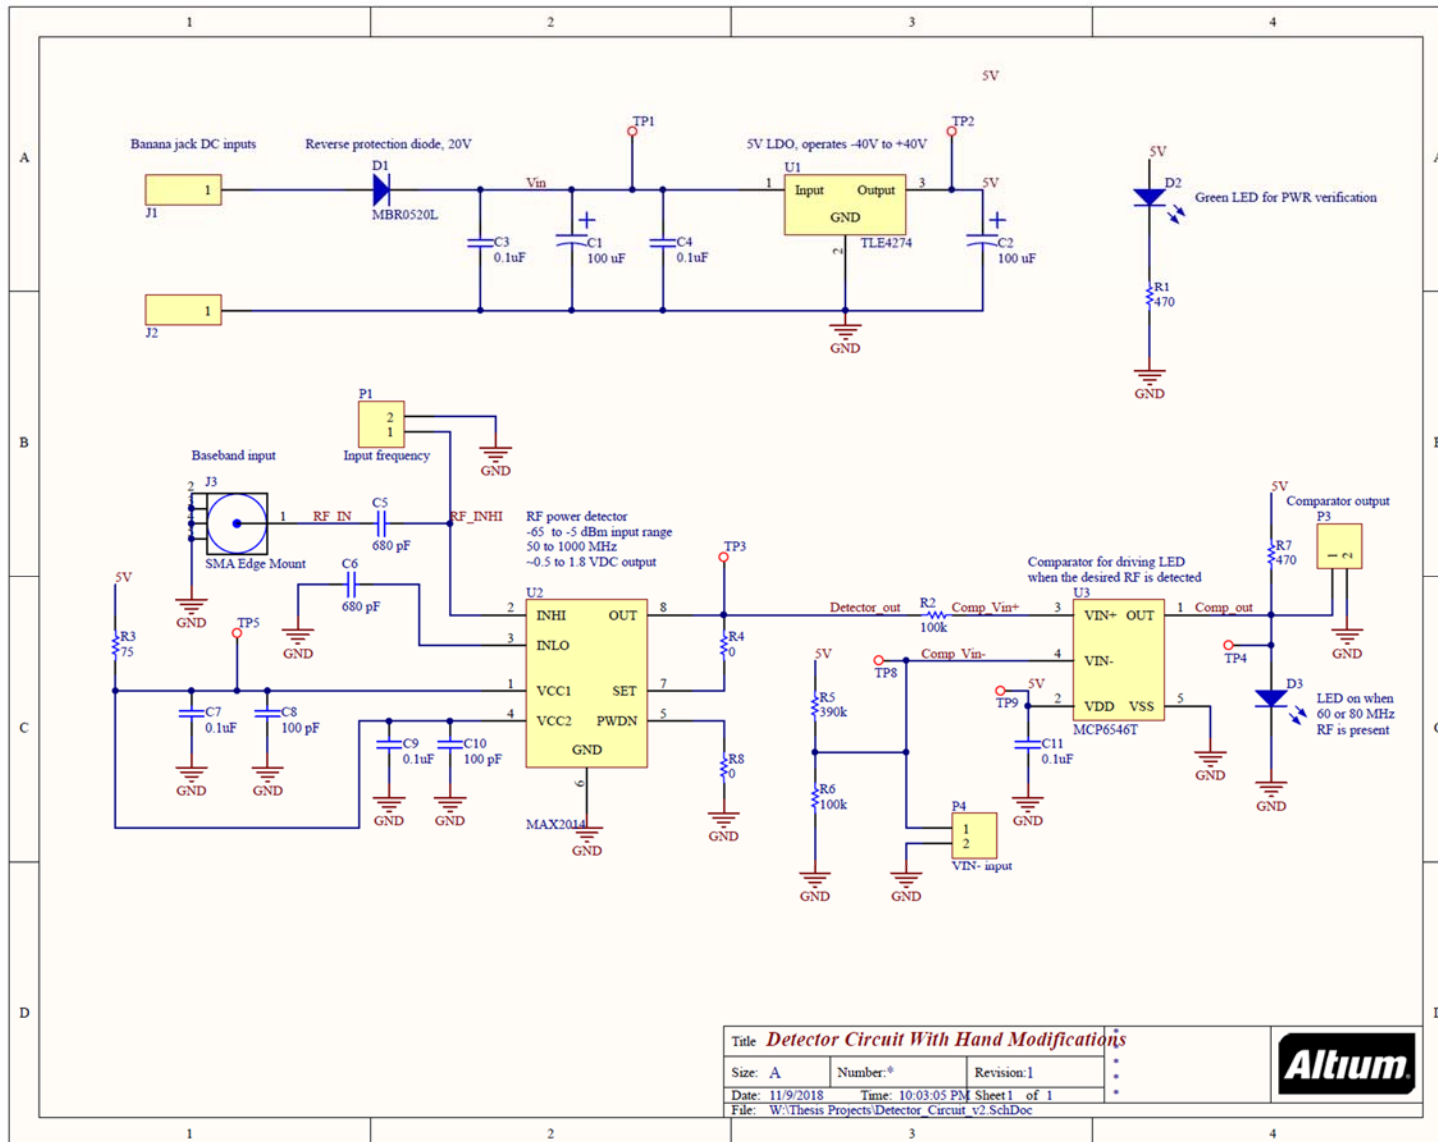 1 2 3 4
A
B
C
D
5V
Banana jack DC inputs
Reverse protection diode, 20V
TP1
5V LDO, operates -40V to +40V
TP2
5V
J1
1
D1
MBR0520L
Vin
U1
1
Input
Output
GND
3
2
TLE4274
5V
D2
Green LED for PWR verification
C3
0.1uF
C1
100 uF
C4
0.1uF
C2
100 uF
R1
470
J2
1
GND
GND
P1
2
1
Input frequency
GND
Baseband input
J3
2
3
4
5
1
SMA Edge Mount
GND
RF_IN
C5
680 pF
RF_INHI
RF power detector
-65 to -5 dBm input range
50 to 1000 MHz
~0.5 to 1.8 VDC output
C6
680 pF
GND
TP3
5V
R3
75
TP5
C7
0.1uF
C8
100 pF
GND
GND
C9
0.1uF
C10
100 pF
GND
GND
U2
2
INHI
3
INLO
1
VCC1
4
VCC2
OUT
8
SET
7
PWDN
5
GND
6
MAX2014
GND
R4
0
R8
0
GND
Detector_out
R2
100k
Comp_Vin+
Comp_Vin-
TP8
5V
R5
390k
R6
100k
GND
GND
P4
1
2
VIN- input
TP9
5V
C11
0.1uF
GND
Comparator for driving LED
when the desired RF is detected
U3
3
VIN+
OUT
1
4
VIN-
2
VDD
VSS
5
MCP6546T
GND
Comp_out
5V
R7
470
Comparator output
P3
1
2
GND
TP4
D3
LED on when
60 or 80 MHz
RF is present
GND
Title Detector Circuit With Hand Modifications
Size: A Number:* Revision:1
Date: 11/9/2018 Time: 10:03:05 PM Sheet1 of 1
File: W:\Thesis Projects\Detector_Circuit_v2.SchDoc
*
*
*
*
Altium
1 2 3 4